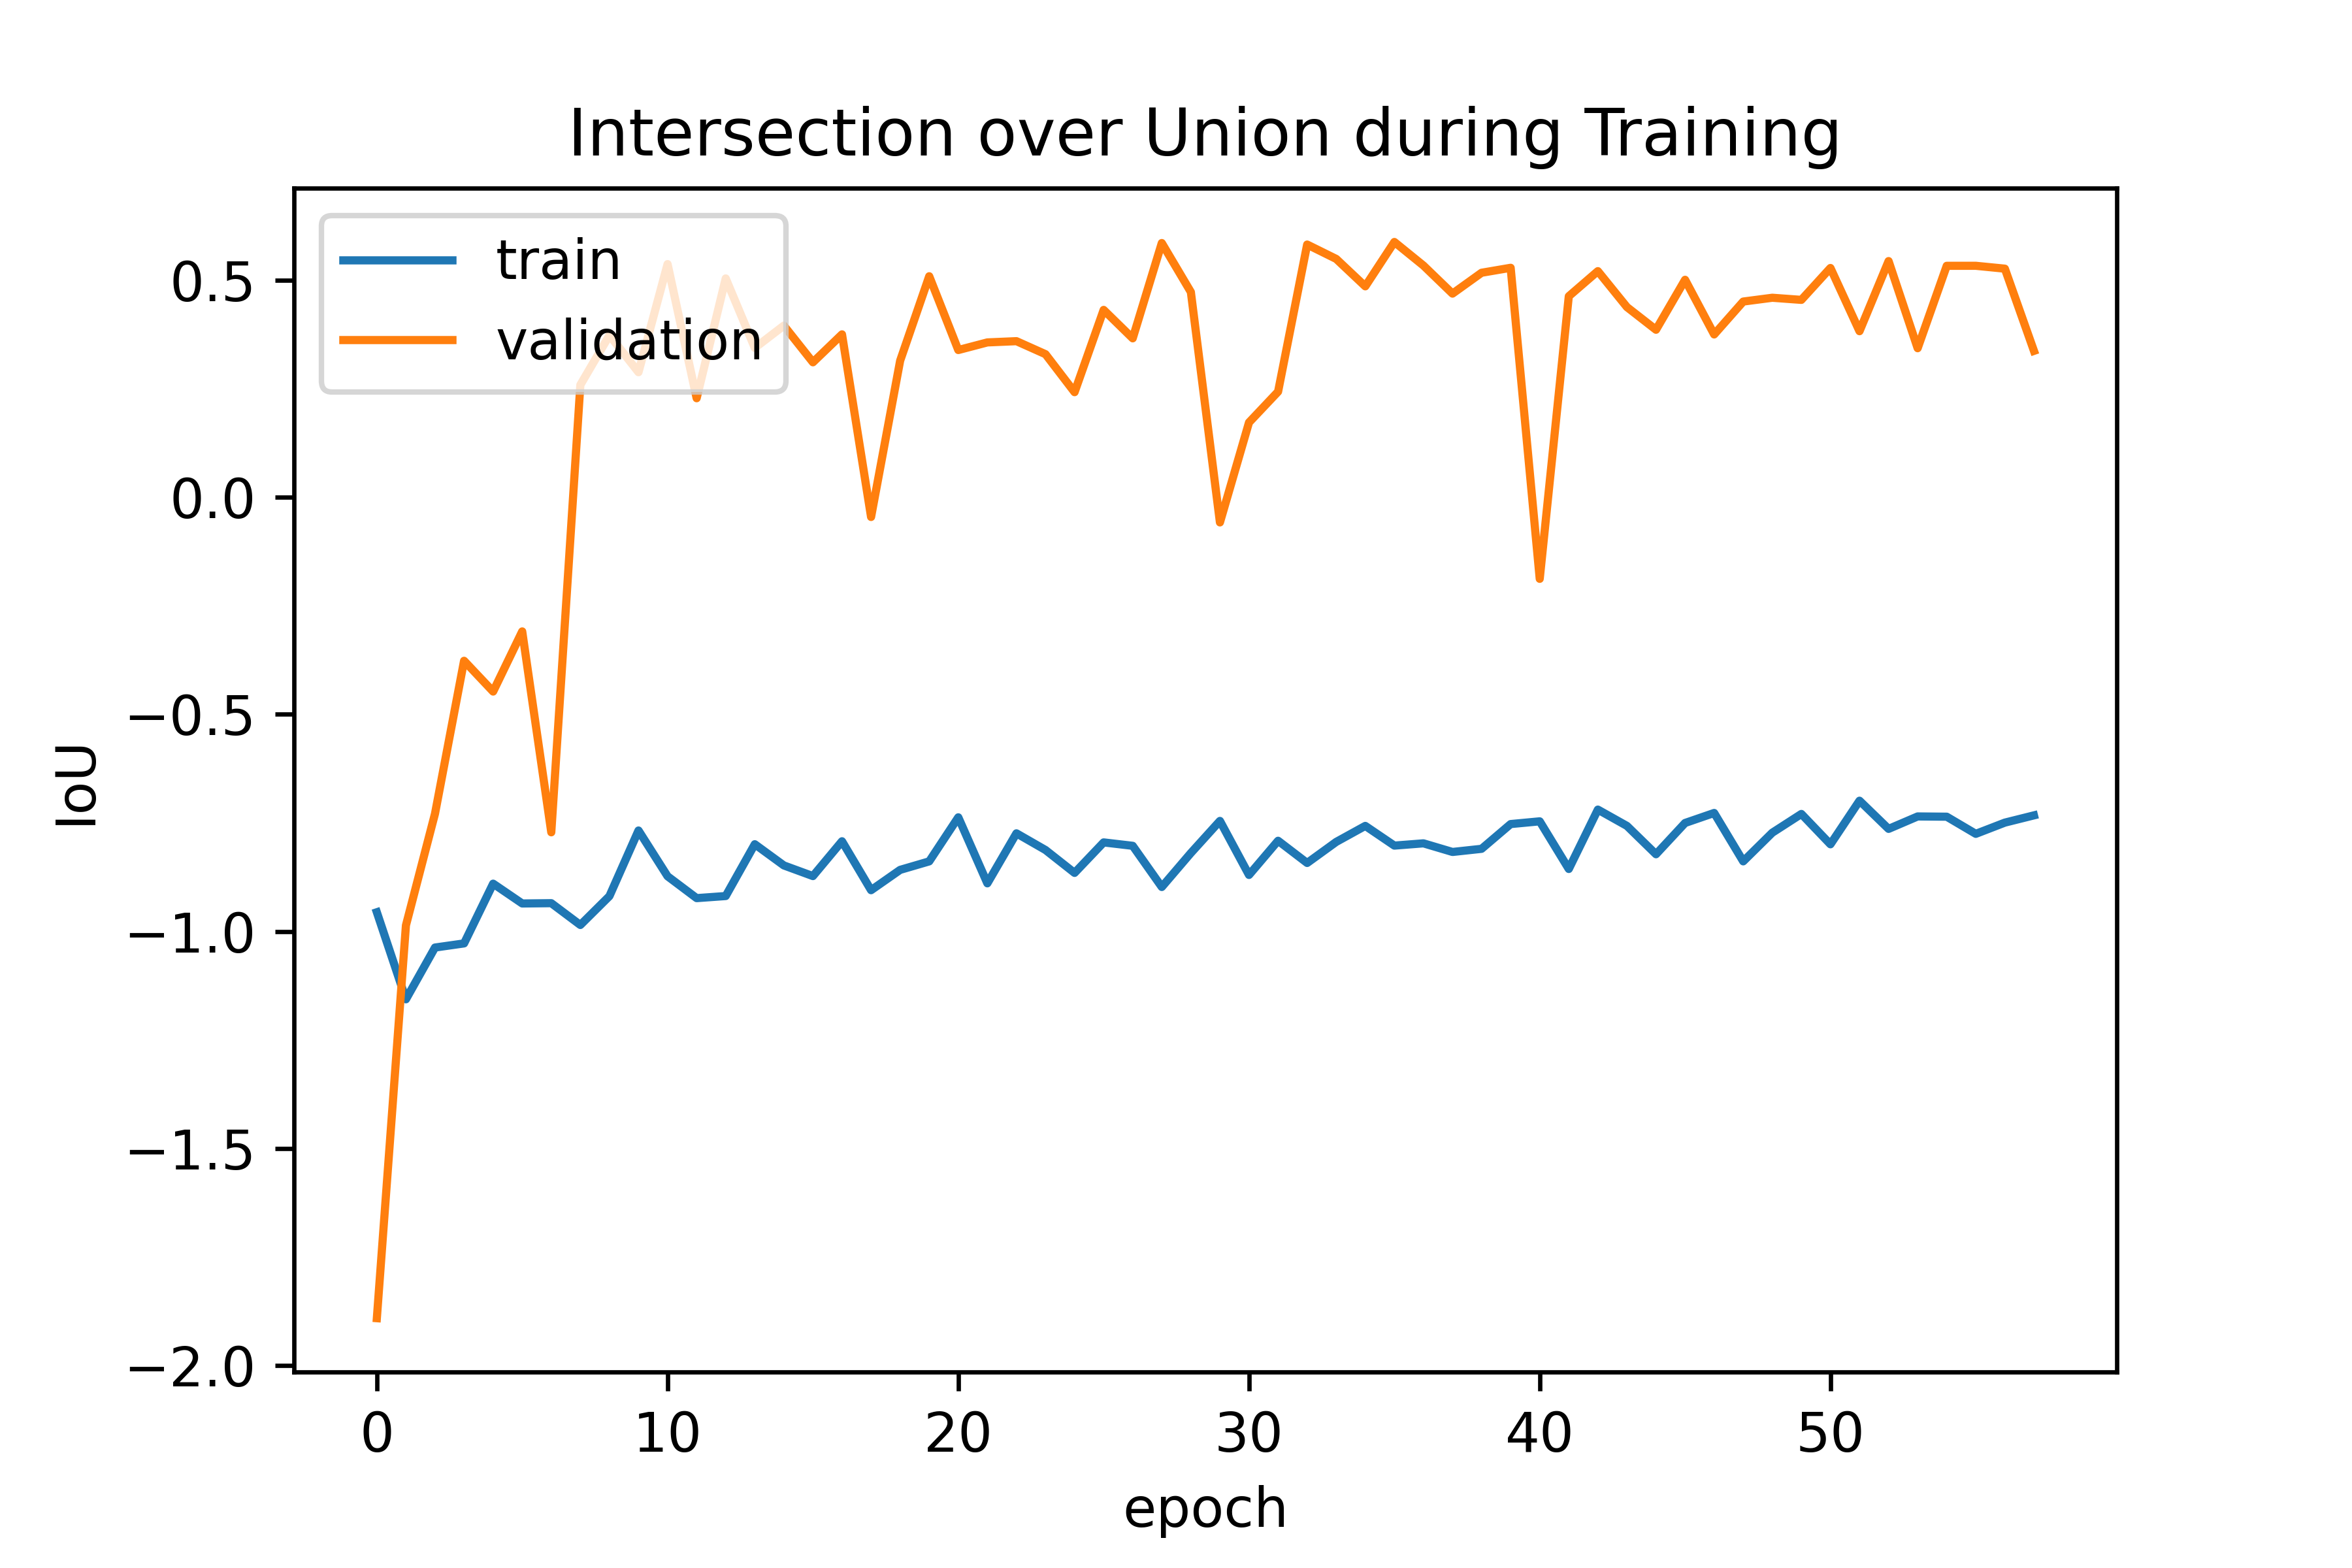 Intersection over Union during Training
train
validation
0.5
0.0
−0.5
−1.0
−1.5
−2.0
IoU
0 10 20 30 40 50
epoch